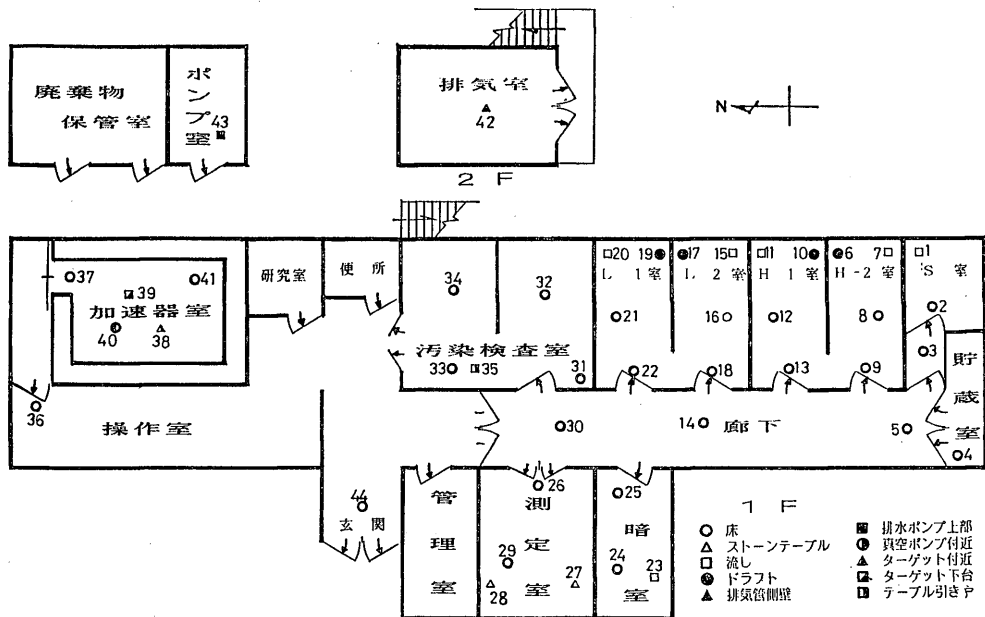 廃棄物
保管室
ポンプ室
43
排気室
42
N
2 F
37
41
39
加速器室
40
38
研究室
便所
34
32
20
19
L 1室
21
22
17
15
L 2室
16
18
11
10
H 1室
12
13
6
7
H-2室
8
9
1
S 室
2
3
汚染検査室
33
35
31
貯蔵室
36
操作室
30
14
廊下
5
4
44
玄関
管理室
26
測定室
29
27
28
25
暗室
24
23
1 F
床
ストーンテーブル
流し
ドラフト
排気管側壁
排水ポンプ上部
真空ポンプ付近
ターゲット付近
ターゲット下台
テーブル引き戸